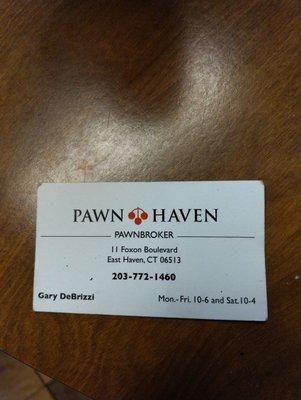 PAWN HAVEN
PAWNBROKER
11 Foxon Boulevard
East Haven, CT 06513
203-772-1460
Gary DeBrizzi Mon.-Fri. 10-6 and Sat.10-4